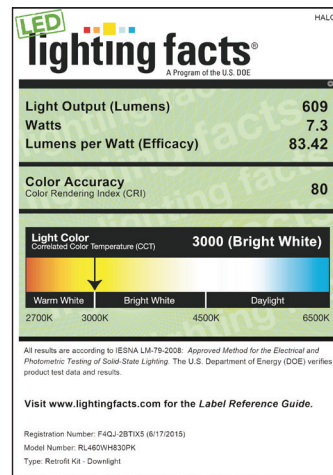 LED
HALO
lighting facts®
A Program of the U.S. DOE
Light Output (Lumens) 609
Watts 7.3
Lumens per Watt (Efficacy) 83.42
Color Accuracy 80
Color Rendering Index (CRI)
Light Color 3000 (Bright White)
Correlated Color Temperature (CCT)
Warm White Bright White Daylight
2700K 3000K 4500K 6500K
All results are according to IESNA LM-79-2008: Approved Method for the Electrical and
Photometric Testing of Solid-State Lighting. The U.S. Department of Energy (DOE) verifies
product test data and results.
Visit www.lightingfacts.com for the Label Reference Guide.
Registration Number: F4QJ-2BTIX5 (6/17/2015)
Model Number: RL460WH830PK
Type: Retrofit Kit - Downlight